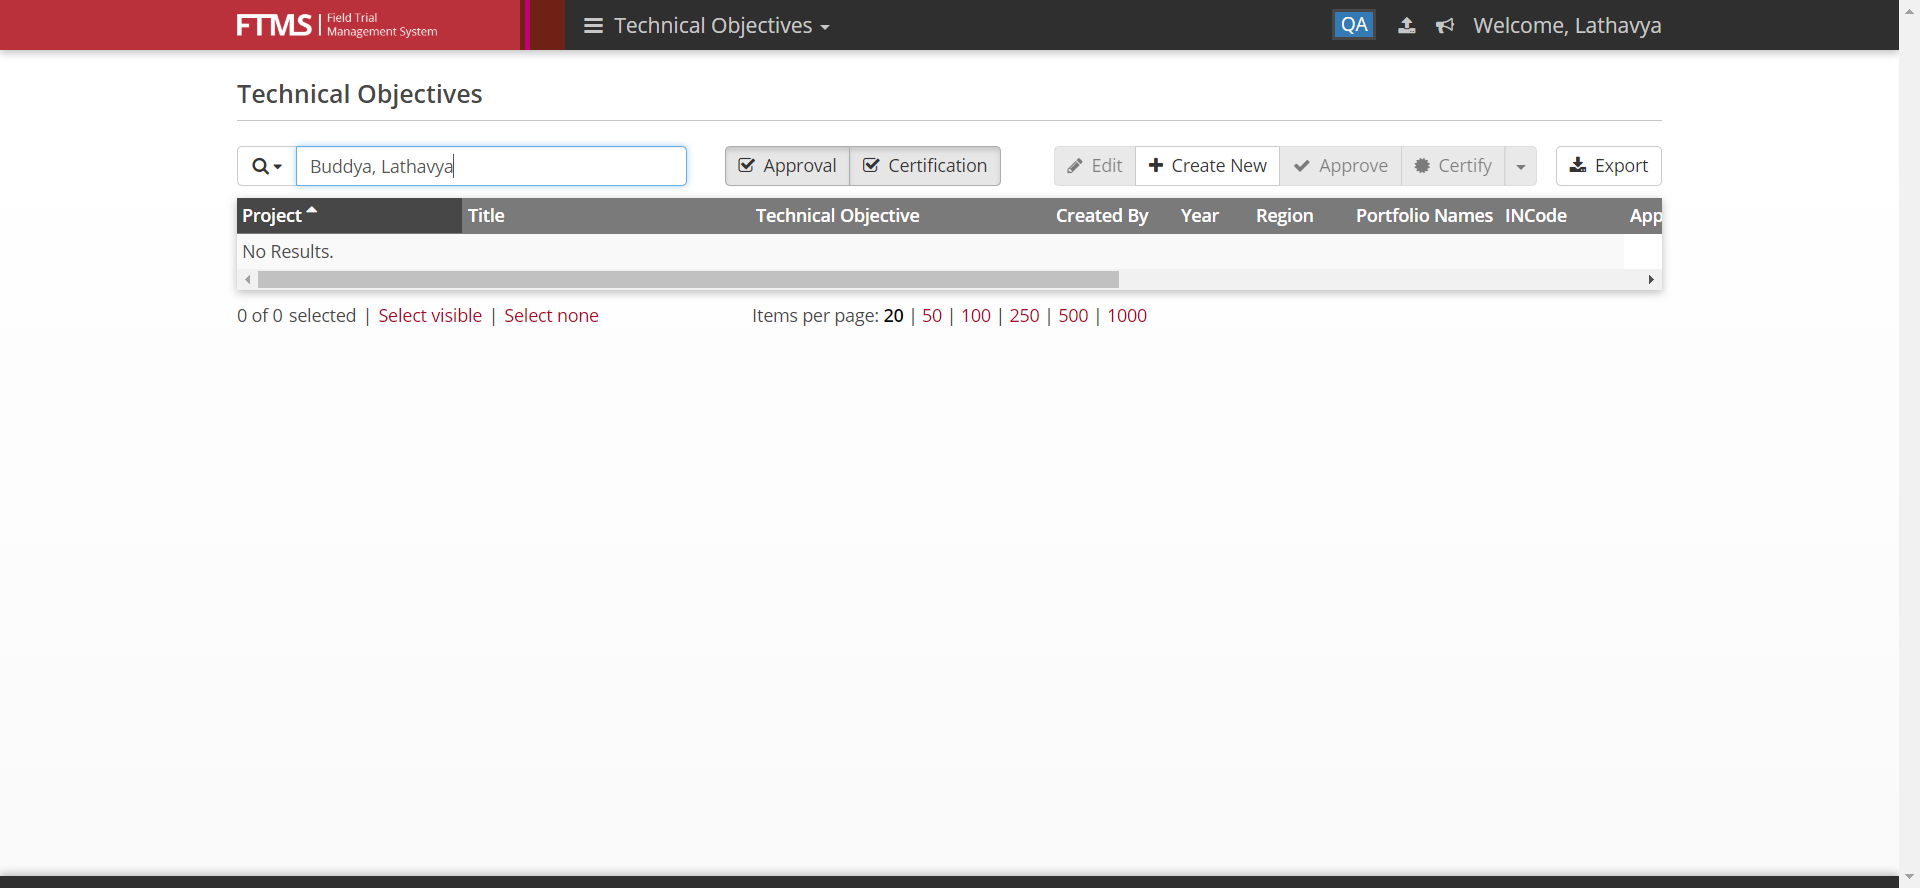 FTMS Field Trial
Management System
Technical Objectives
QA
Welcome, Lathavya
Technical Objectives
Buddya, Lathavya
Approval
Certification
Edit
Create New
Approve
Certify
Export
Project Title Technical Objective Created By Year Region Portfolio Names INCode App
No Results.
0 of 0 selected | Select visible | Select none
Items per page: 20 | 50 | 100 | 250 | 500 | 1000